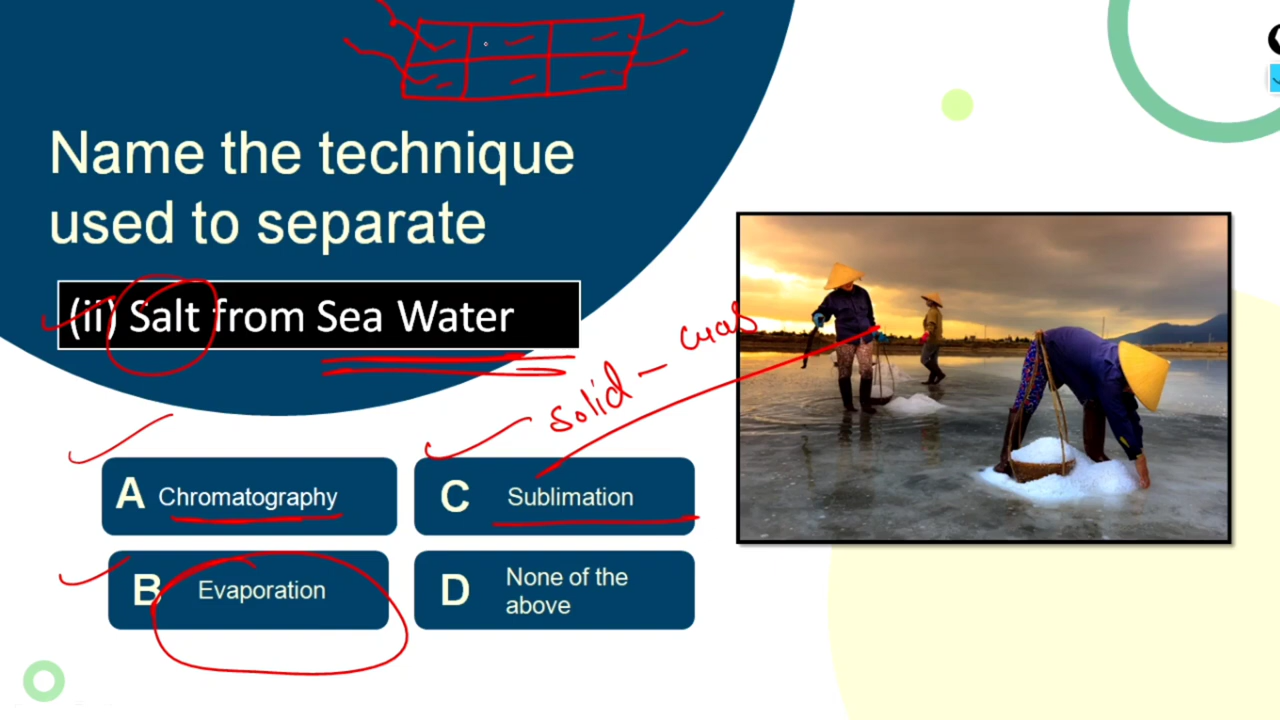 Name the technique
used to separate
(ii) Salt from Sea Water
solid –
A Chromatography
C Sublimation
B Evaporation
D None of the
above